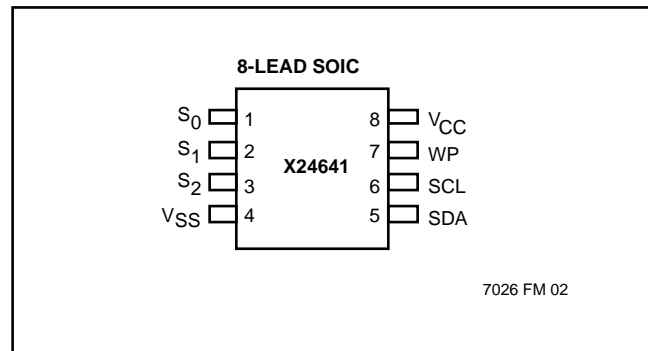 8-LEAD SOIC
S0 1 8 VCC
S1 2 7 WP
X24641
S2 3 6 SCL
VSS 4 5 SDA
7026 FM 02